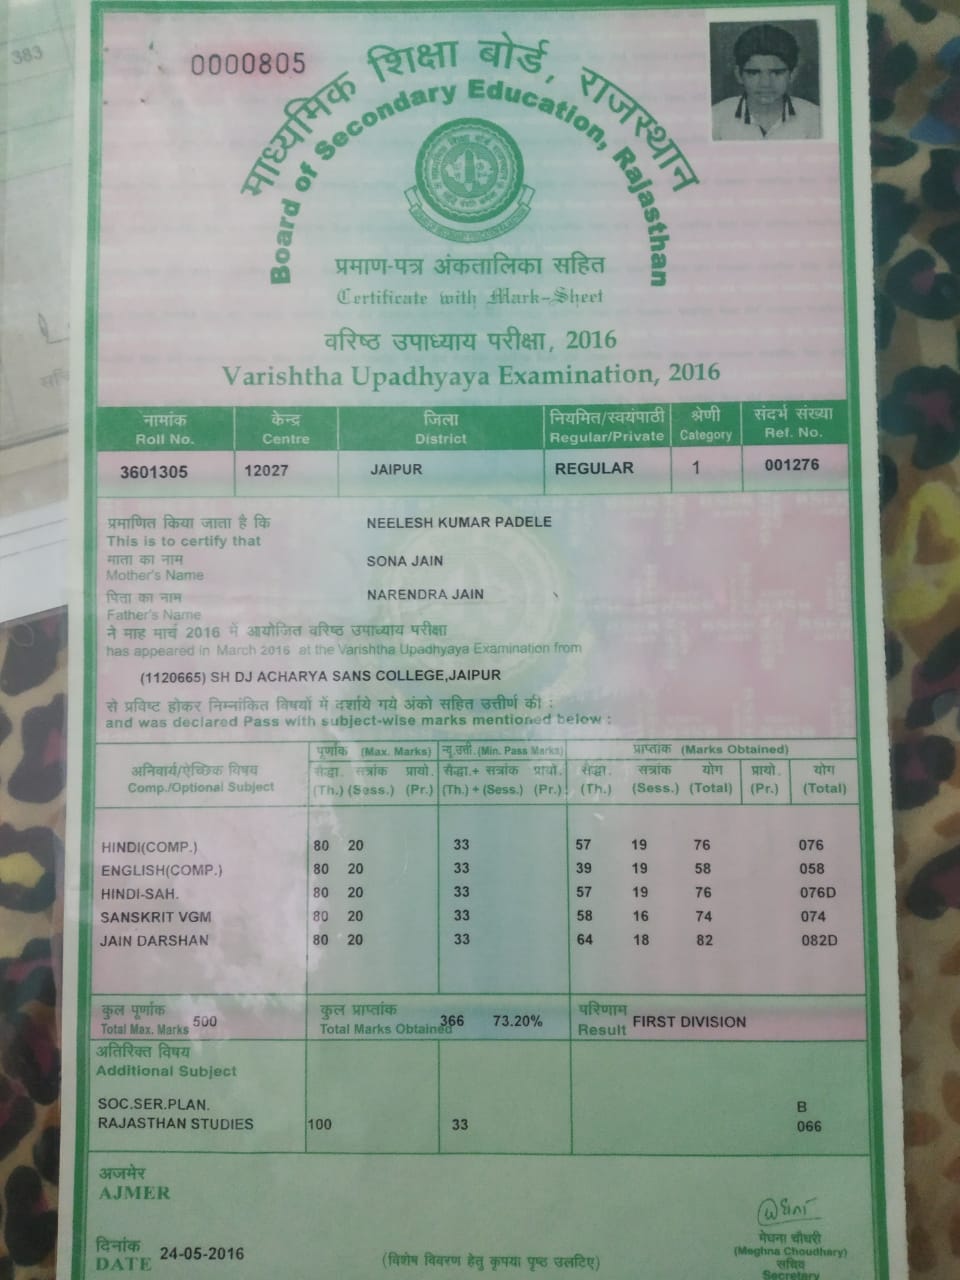 383
0000805
माध्यमिक शिक्षा बोर्ड, राजस्थान
Board of Secondary Education, Rajasthan
प्रमाण-पत्र अंकतालिका सहित
Certificate with Mark-Sheet
वरिष्ठ उपाध्याय परीक्षा, 2016
Varishtha Upadhyaya Examination, 2016
नामांक केन्द्र जिला नियमित/स्वयंपाठी श्रेणी संदर्भ संख्या
Roll No. Centre District Regular/Private Category Ref. No.
3601305 12027 JAIPUR REGULAR 1 001276
प्रमाणित किया जाता है कि NEELESH KUMAR PADELE
This is to certify that
माता का नाम SONA JAIN
Mother's Name
पिता का नाम NARENDRA JAIN
Father's Name
ने माह मार्च 2016 में आयोजित वरिष्ठ उपाध्याय परीक्षा
has appeared in March 2016 at the Varishtha Upadhyaya Examination from
(1120665) SH DJ ACHARYA SANS COLLEGE,JAIPUR
से प्रविष्ट होकर निम्नांकित विषयों में दर्शाये गये अंको सहित उत्तीर्ण की :
and was declared Pass with subject-wise marks mentioned below :
पूर्णांक (Max. Marks) न्यू.उत्ती. (Min. Pass Marks) प्राप्तांक (Marks Obtained)
अनिवार्य/ऐच्छिक विषय सैद्धा. सत्रांक प्रायो. सैद्धा.+ सत्रांक प्रायो. सैद्धा. सत्रांक योग प्रायो. योग
Comp./Optional Subject (Th.) (Sess.) (Pr.) (Th.) + (Sess.) (Pr.) (Th.) (Sess.) (Total) (Pr.) (Total)
HINDI(COMP.) 80 20 33 57 19 76 076
ENGLISH(COMP.) 80 20 33 39 19 58 058
HINDI-SAH. 80 20 33 57 19 76 076D
SANSKRIT VGM 80 20 33 58 16 74 074
JAIN DARSHAN 80 20 33 64 18 82 082D
कुल पूर्णांक कुल प्राप्तांक परिणाम
Total Max. Marks 500 Total Marks Obtained 366 73.20% Result FIRST DIVISION
अतिरिक्त विषय
Additional Subject
SOC.SER.PLAN. B
RAJASTHAN STUDIES 100 33 066
अजमेर
AJMER
दिनांक
DATE 24-05-2016
(विशेष विवरण हेतु कृपया पृष्ठ उलटिए)
मेघना चौधरी
(Meghna Choudhary)
सचिव
Secretary